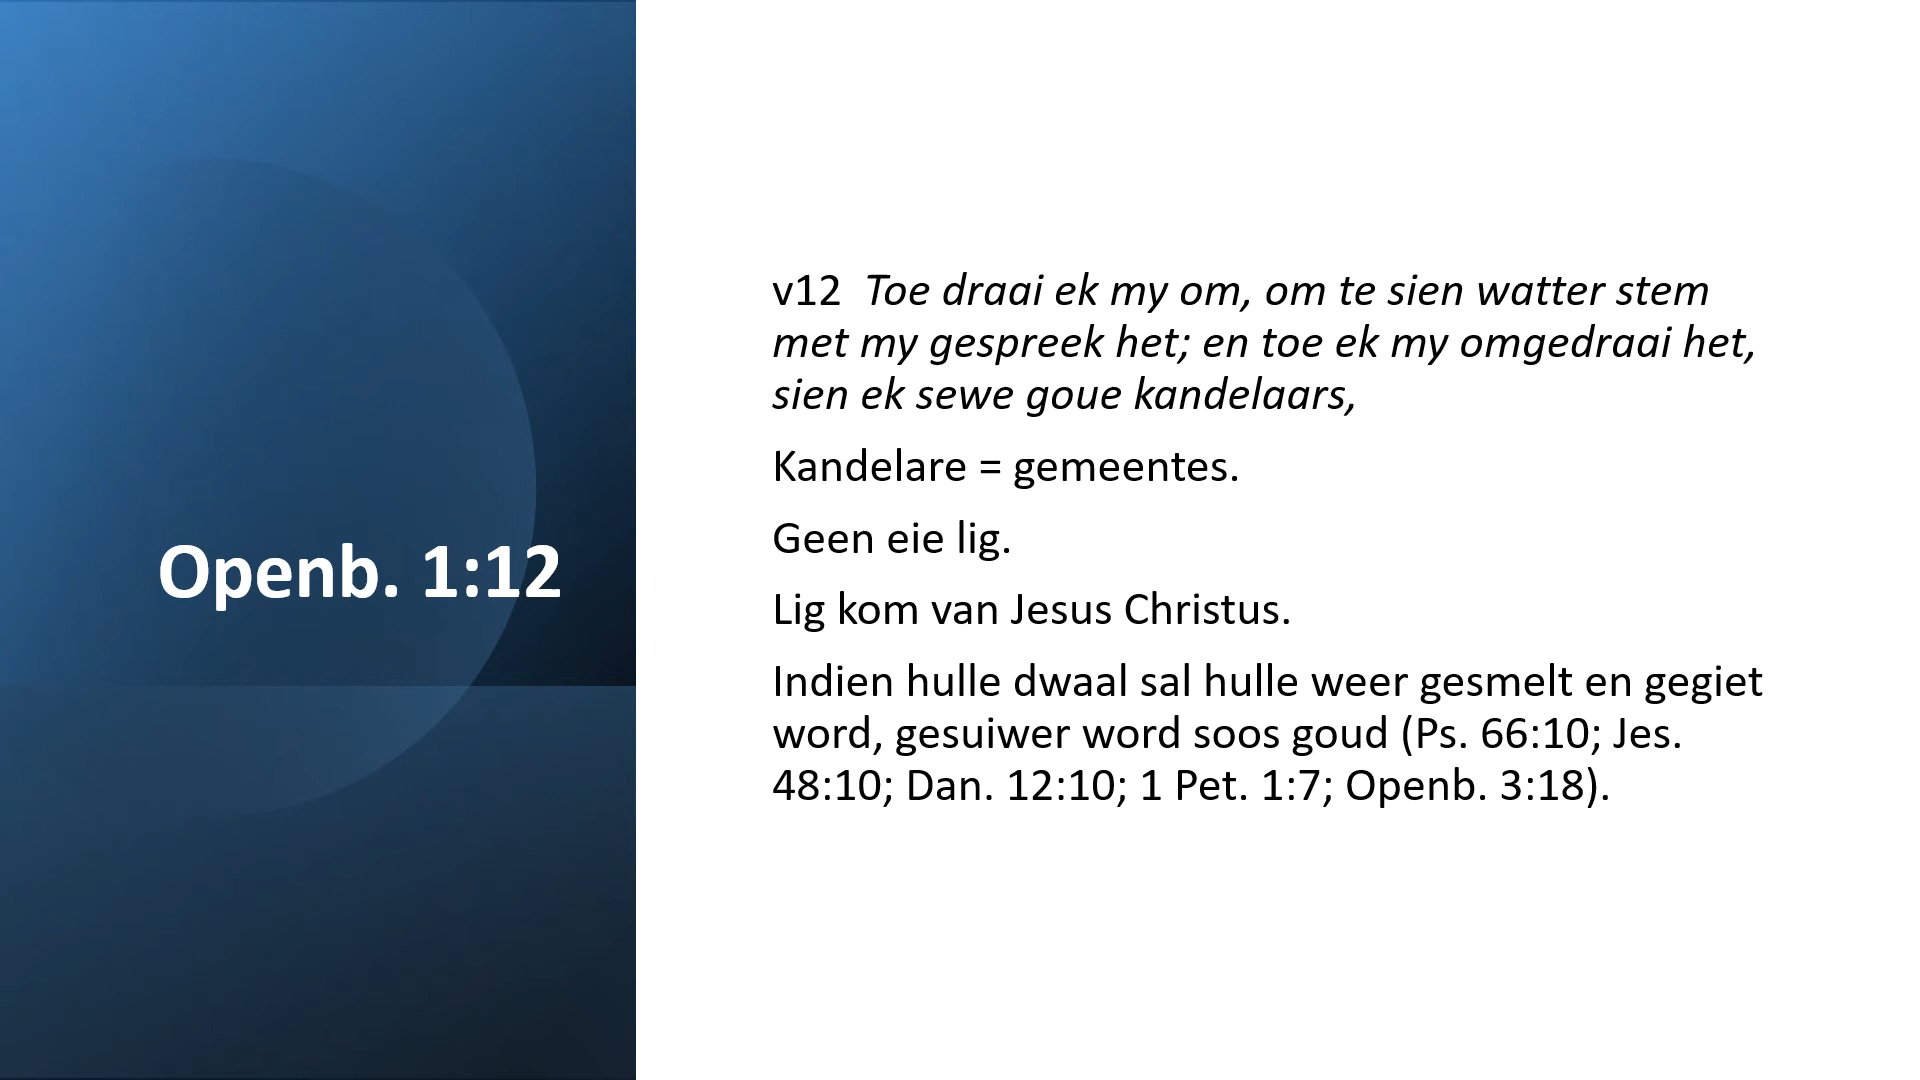 Openb. 1:12
v12  Toe draai ek my om, om te sien watter stem
met my gespreek het; en toe ek my omgedraai het,
sien ek sewe goue kandelaars,
Kandelare = gemeentes.
Geen eie lig.
Lig kom van Jesus Christus.
Indien hulle dwaal sal hulle weer gesmelt en gegiet
word, gesuiwer word soos goud (Ps. 66:10; Jes.
48:10; Dan. 12:10; 1 Pet. 1:7; Openb. 3:18).